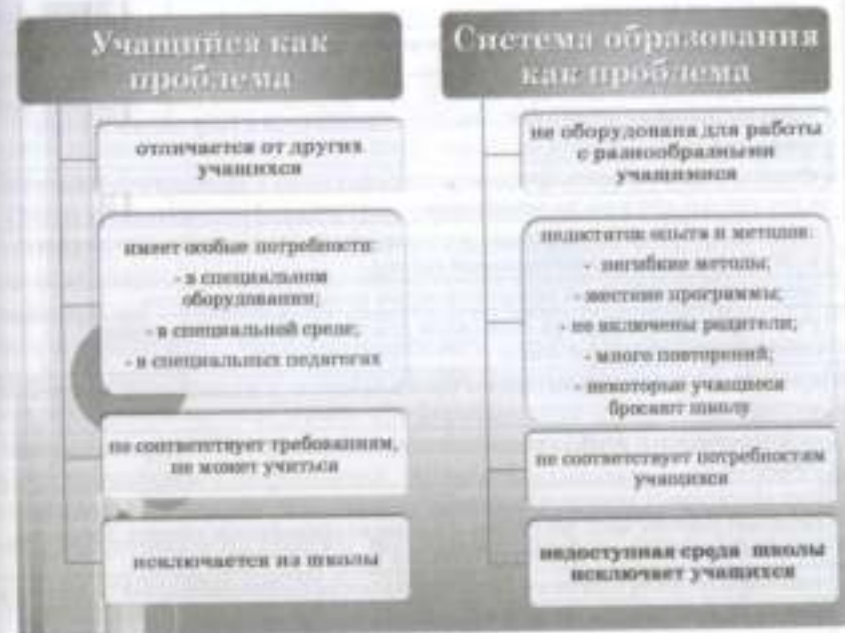 Учащийся как
проблема
отличается от других
учащихся
имеет особые потребности:
- в специальном
оборудовании;
- в специальной среде;
- в специальных педагогах
не соответствует требованиям,
не может учиться
исключается из школы
Система образования
как проблема
не оборудована для работы
с разнообразными
учащимися
недостаток опыта и методов:
- негибкие методы;
- жесткие программы;
- не включены родители;
- много повторений;
- некоторые учащиеся
бросают школу
не соответствует потребностям
учащихся
недоступная среда школы
исключает учащихся